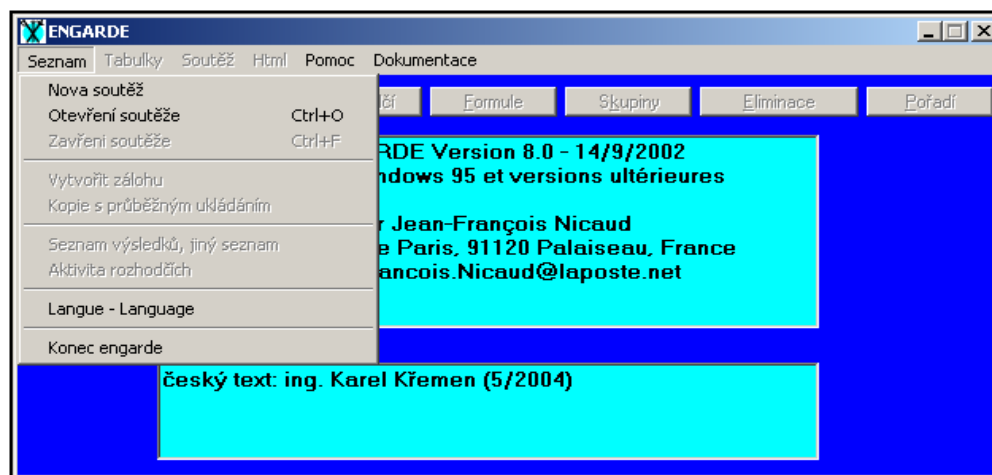 ENGARDE
Seznam Tabulky Soutěž Html Pomoc Dokumentace
Nova soutěž
Otevření soutěže Ctrl+O
Zavřeni soutěže Ctrl+F
Vytvořit zálohu
Kopie s průběžným ukládáním
Seznam výsledků, jiný seznam
Aktivita rozhodčích
Langue - Language
Konec engarde
lčí Formule Skupiny Eliminace Pořadí
RDE Version 8.0 - 14/9/2002
ndows 95 et versions ultérieures
r Jean-François Nicaud
e Paris, 91120 Palaiseau, France
ancois.Nicaud@laposte.net
český text: ing. Karel Křemen (5/2004)